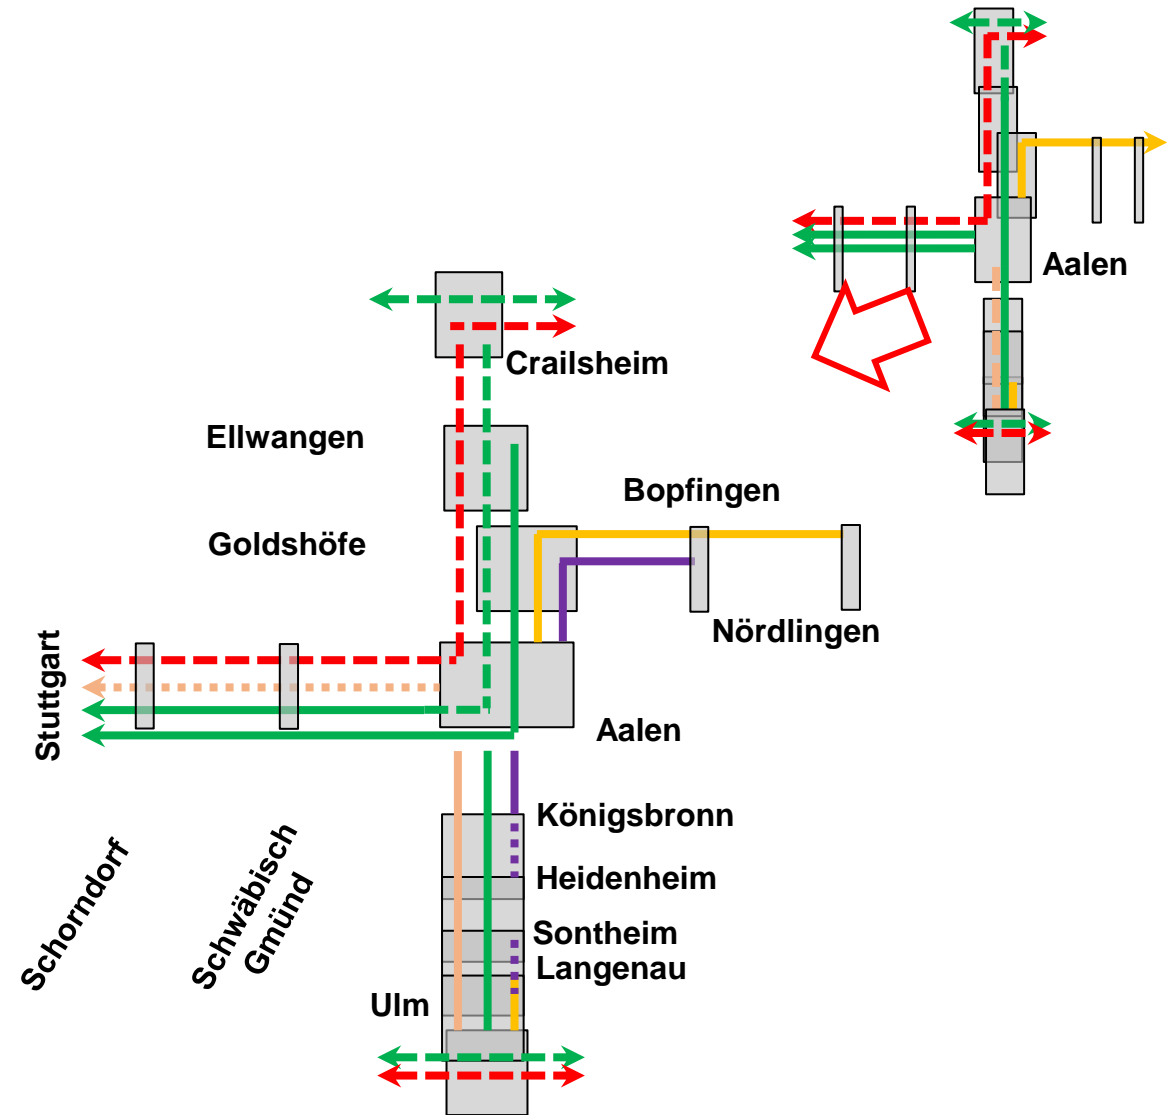 Aalen
Crailsheim
Ellwangen
Bopfingen
Goldshöfe
Nördlingen
Stuttgart
Aalen
Königsbronn
Schorndorf
Schwäbisch
Gmünd
Heidenheim
Sontheim
Langenau
Ulm